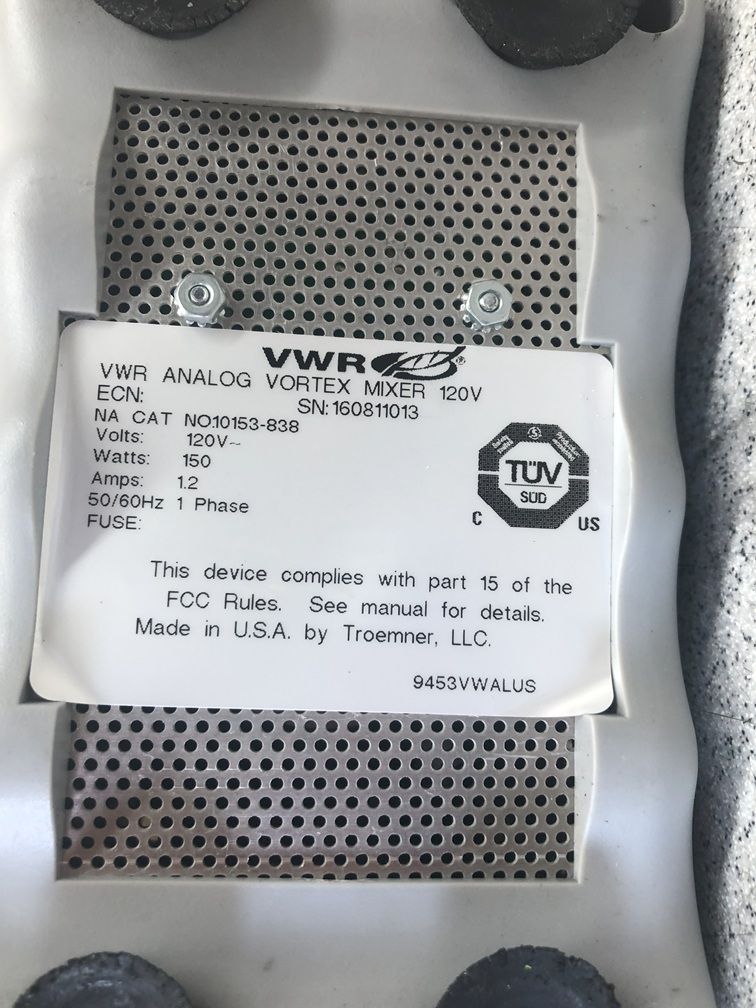 VWR
VWR ANALOG VORTEX MIXER 120V
ECN:
SN:160811013
NA CAT NO.10153-838
Volts: 120V~
Watts: 150
Amps: 1.2
50/60Hz 1 Phase
FUSE:
TÜV
SÜD
C US
This device complies with part 15 of the
FCC Rules. See manual for details.
Made in U.S.A. by Troemner, LLC.
9453VWALUS